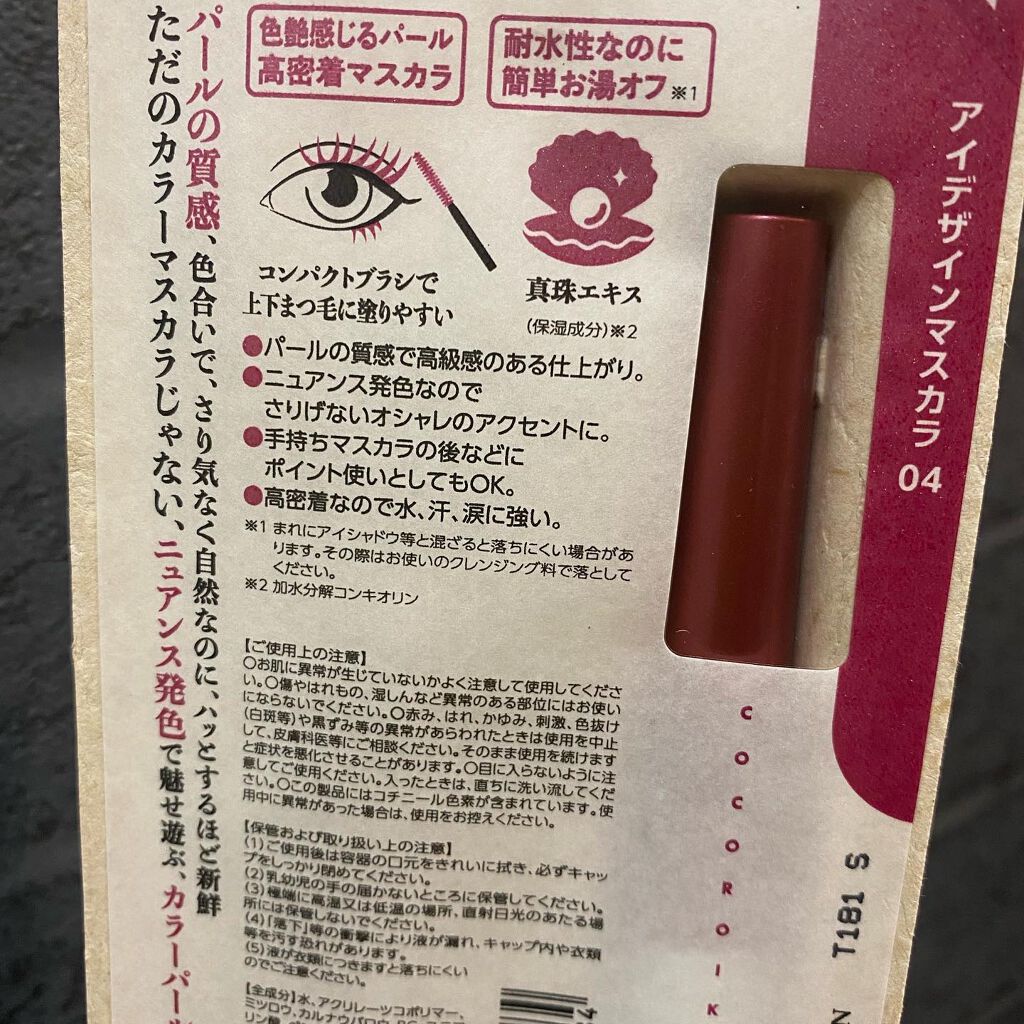 パールの質感、色合いで、さり気なく自然なのに、ハッとするほど新鮮
ただのカラーマスカラじゃない、ニュアンス発色で魅せ遊ぶ、カラーパール
色艶感じるパール
高密着マスカラ
耐水性なのに
簡単お湯オフ※1
コンパクトブラシで
上下まつ毛に塗りやすい
真珠エキス
(保湿成分)※2
●パールの質感で高級感のある仕上がり。
●ニュアンス発色なので
さりげないオシャレのアクセントに。
●手持ちマスカラの後などに
ポイント使いとしてもOK。
●高密着なので水、汗、涙に強い。
※1 まれにアイシャドウ等と混ざると落ちにくい場合があ
ります。その際はお使いのクレンジング料で落として
ください。
※2 加水分解コンキオリン
【ご使用上の注意】
○お肌に異常が生じていないかよく注意して使用してくださ
い。○傷やはれもの、湿しんなど異常のある部位にはお使い
にならないでください。○赤み、はれ、かゆみ、刺激、色抜け
(白斑等)や黒ずみ等の異常があらわれたときは使用を中止
して、皮膚科医等にご相談ください。そのまま使用を続けます
と症状を悪化させることがあります。○目に入らないように注
意してご使用ください。入ったときは、直ちに洗い流してくだ
さい。○この製品にはコチニール色素が含まれています。使
用中に異常があった場合は、使用をお控えください。
【保管および取り扱い上の注意】
(1)ご使用後は容器の口元をきれいに拭き、必ずキャッ
プをしっかり閉めてください。
(2)乳幼児の手の届かないところに保管してください。
(3)極端に高温又は低温の場所、直射日光のあたる場
所には保管しないでください。
(4)「落下」等の衝撃により液が漏れ、キャップ内や衣類
等を汚す恐れがあります。
(5)液が衣類につきますと落ちにくい
のでご注意ください。
【全成分】水、アクリレーツコポリマー、
ミツロウ、カルナウバロウ、BG、
アイデザインマスカラ 04
COCOROIK
N T181 S